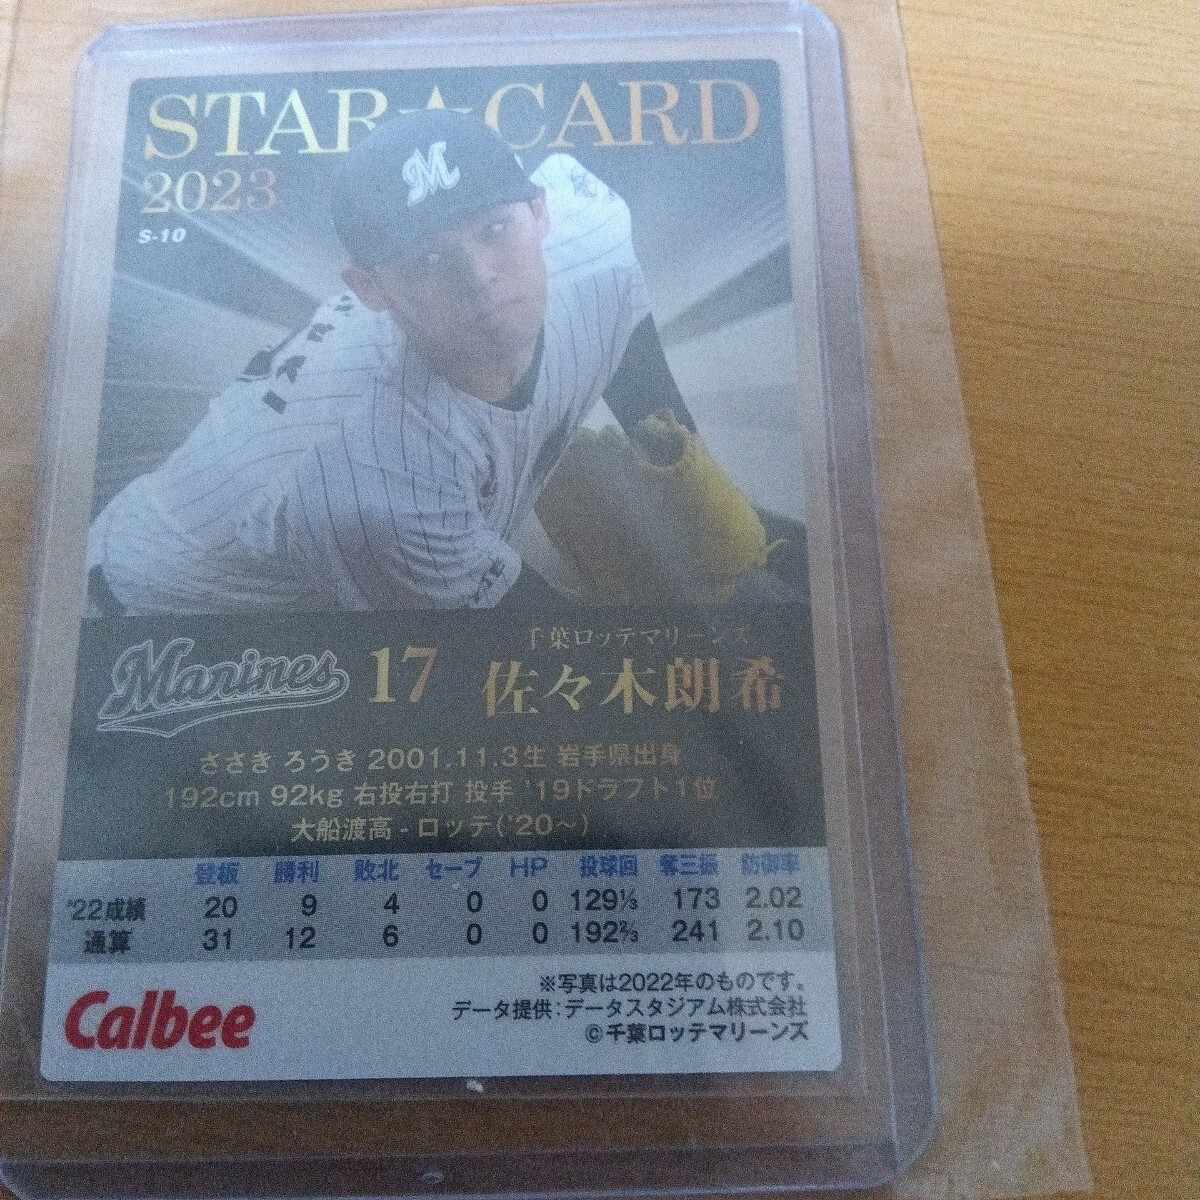 STAR★CARD
2023
S-10
M
Marines 17 千葉ロッテマリーンズ
佐々木朗希
ささき ろうき 2001.11.3生 岩手県出身
192cm 92kg 右投右打 投手 '19ドラフト1位
大船渡高 - ロッテ('20～)
登板 勝利 敗北 セーブ HP 投球回 奪三振 防御率
'22成績 20 9 4 0 0 129⅓ 173 2.02
通算 31 12 6 0 0 192⅔ 241 2.10
※写真は2022年のものです。
データ提供:データスタジアム株式会社
©千葉ロッテマリーンズ
Calbee